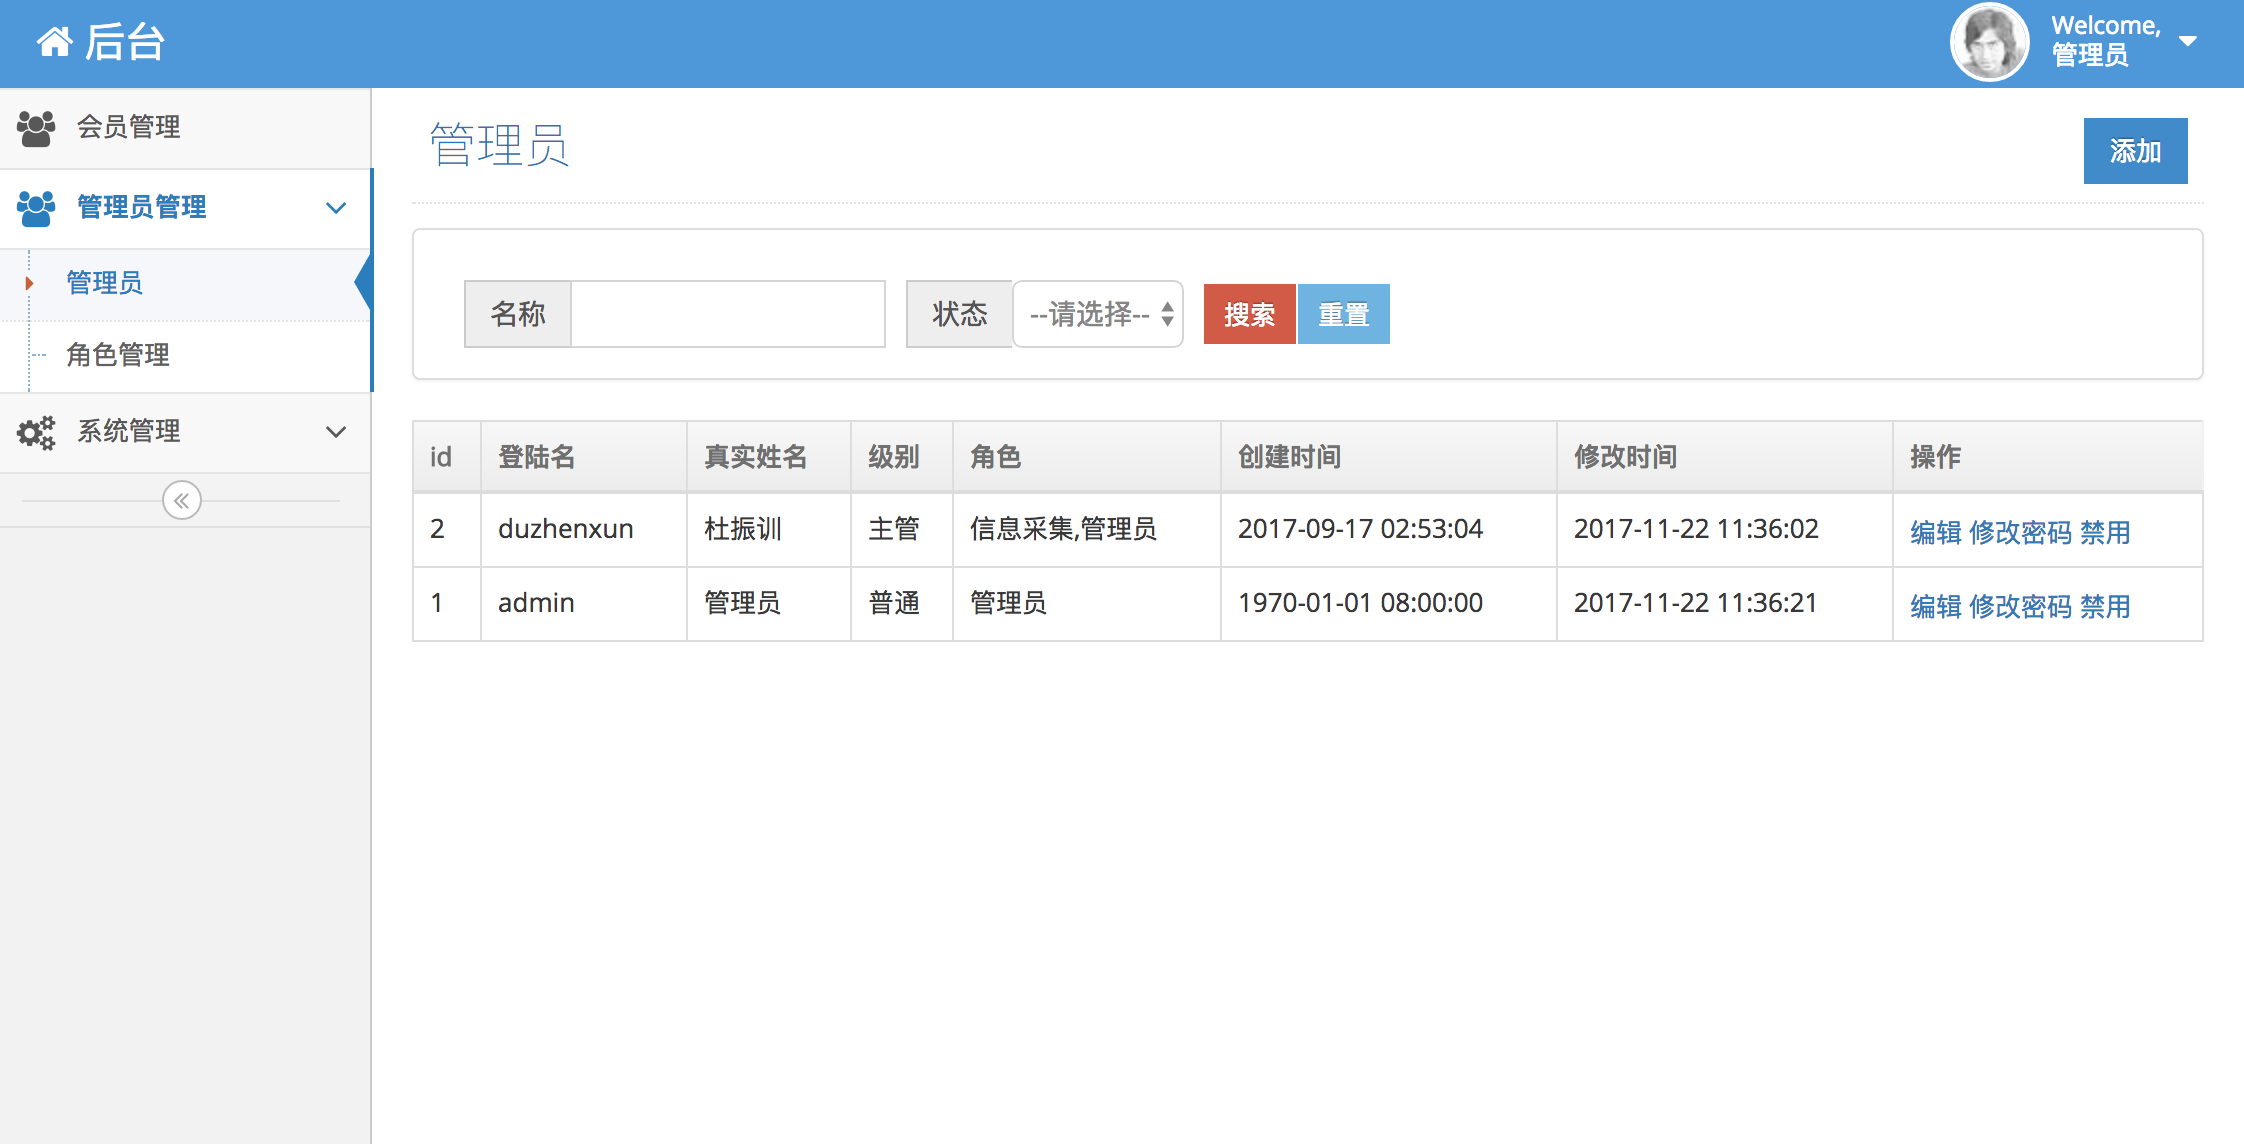 后台
Welcome,
管理员
会员管理
管理员管理
管理员
角色管理
系统管理
管理员
添加
名称 状态 --请选择-- 搜索 重置
id 登陆名 真实姓名 级别 角色 创建时间 修改时间 操作
2 duzhenxun 杜振训 主管 信息采集,管理员 2017-09-17 02:53:04 2017-11-22 11:36:02 编辑 修改密码 禁用
1 admin 管理员 普通 管理员 1970-01-01 08:00:00 2017-11-22 11:36:21 编辑 修改密码 禁用